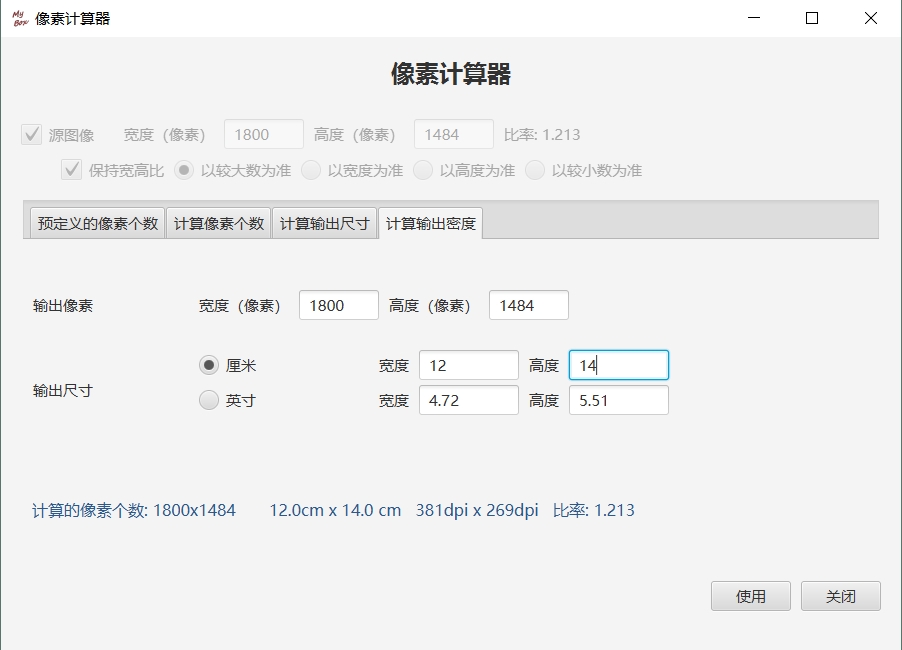 My Box 像素计算器
像素计算器
源图像 宽度（像素） 1800 高度（像素） 1484 比率: 1.213
保持宽高比 以较大数为准 以宽度为准 以高度为准 以较小数为准
预定义的像素个数 计算像素个数 计算输出尺寸 计算输出密度
输出像素 宽度（像素） 1800 高度（像素） 1484
厘米 宽度 12 高度 14
输出尺寸
英寸 宽度 4.72 高度 5.51
计算的像素个数: 1800x1484 12.0cm x 14.0 cm 381dpi x 269dpi 比率: 1.213
使用 关闭